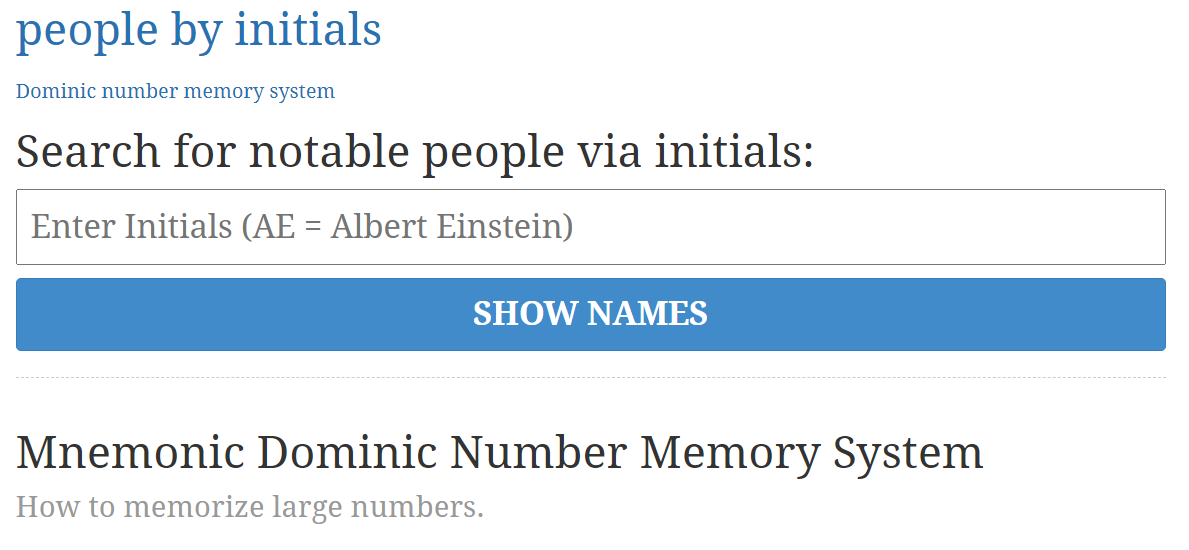 people by initials
Dominic number memory system
Search for notable people via initials:
Enter Initials (AE = Albert Einstein)
SHOW NAMES
Mnemonic Dominic Number Memory System
How to memorize large numbers.